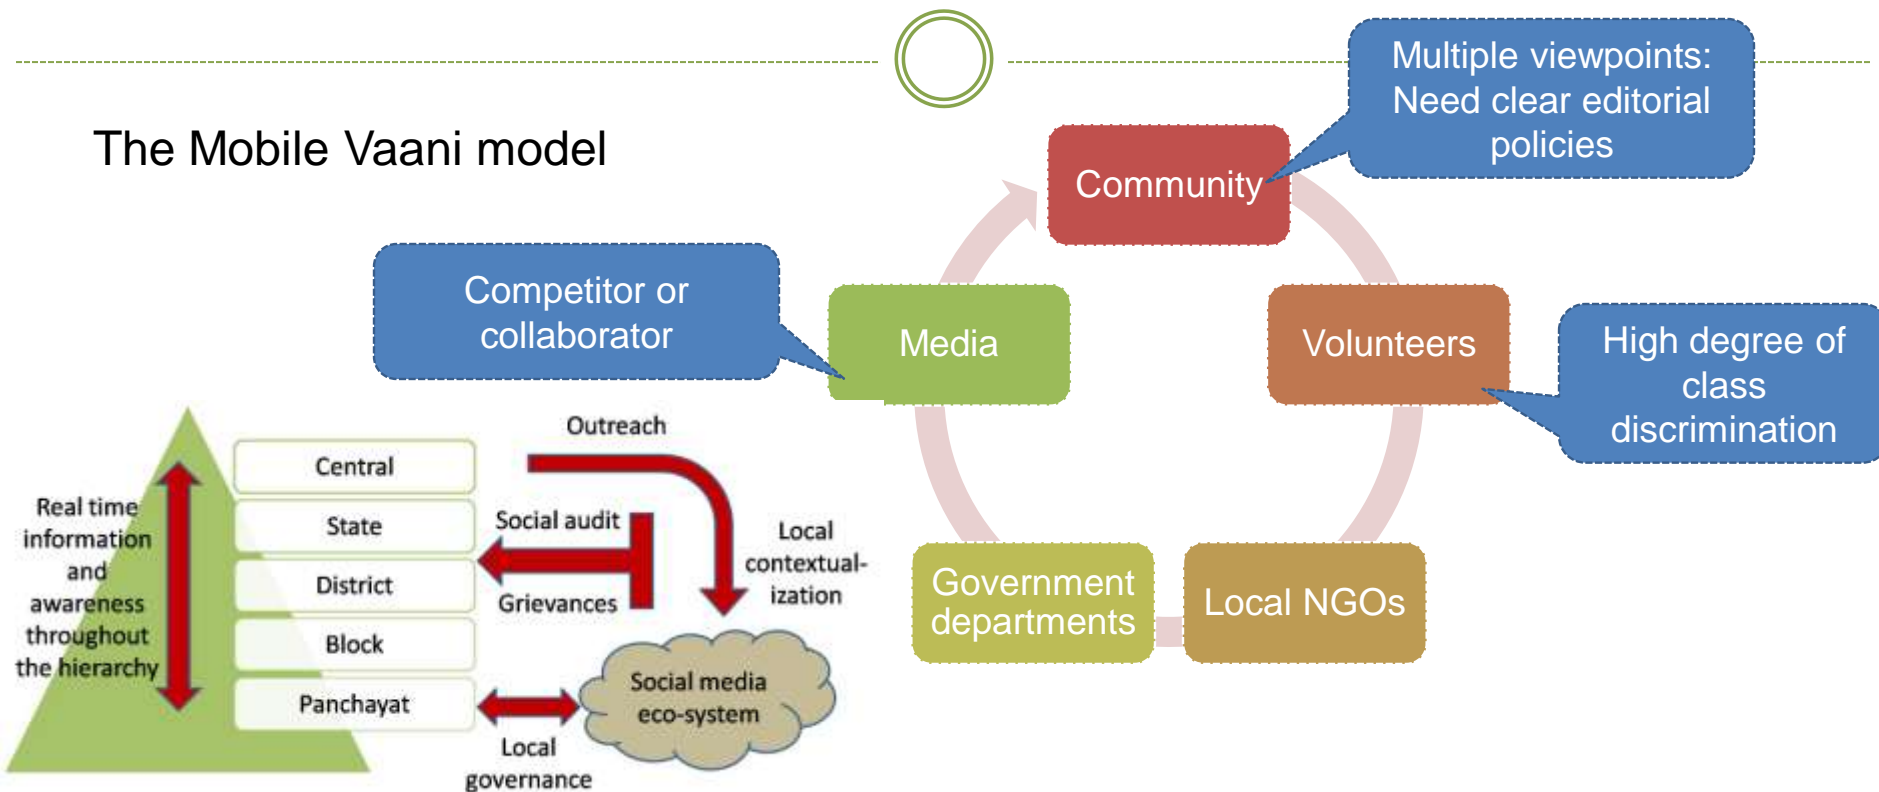 The Mobile Vaani model
Multiple viewpoints:
Need clear editorial
policies
Community
Competitor or
collaborator
Media
Volunteers
High degree of
class
discrimination
Government
departments
Local NGOs
Real time
information
and
awareness
throughout
the hierarchy
Central
State
District
Block
Panchayat
Outreach
Social audit
Grievances
Local
contextual-
ization
Social media
eco-system
Local
governance